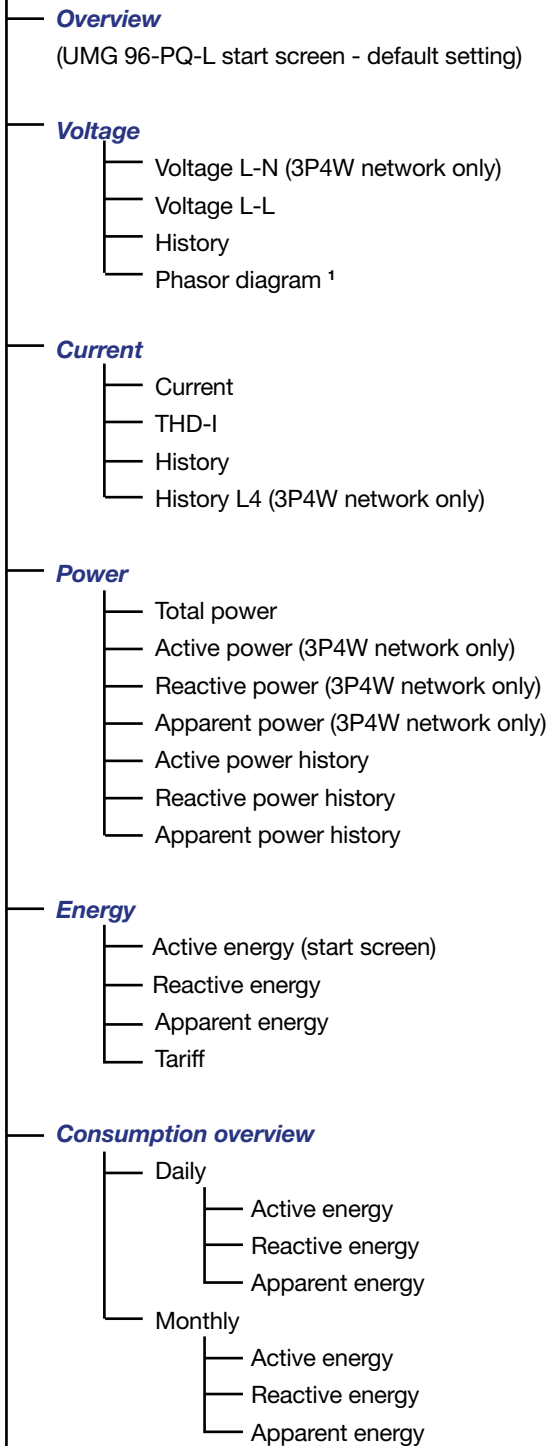 Overview
(UMG 96-PQ-L start screen - default setting)
Voltage
Voltage L-N (3P4W network only)
Voltage L-L
History
Phasor diagram ¹
Current
Current
THD-I
History
History L4 (3P4W network only)
Power
Total power
Active power (3P4W network only)
Reactive power (3P4W network only)
Apparent power (3P4W network only)
Active power history
Reactive power history
Apparent power history
Energy
Active energy (start screen)
Reactive energy
Apparent energy
Tariff
Consumption overview
Daily
Active energy
Reactive energy
Apparent energy
Monthly
Active energy
Reactive energy
Apparent energy